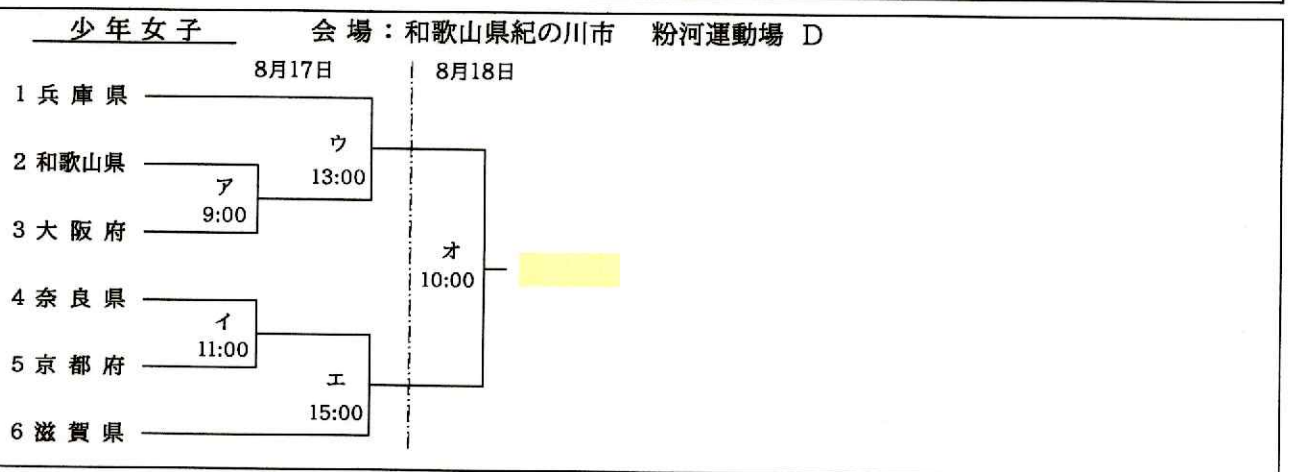 少年女子 会場：和歌山県紀の川市 粉河運動場 D
8月17日 8月18日
1 兵庫県
ウ
13:00
2 和歌山県
ア
9:00
3 大阪府
オ
10:00
4 奈良県
イ
11:00
5 京都府
エ
15:00
6 滋賀県